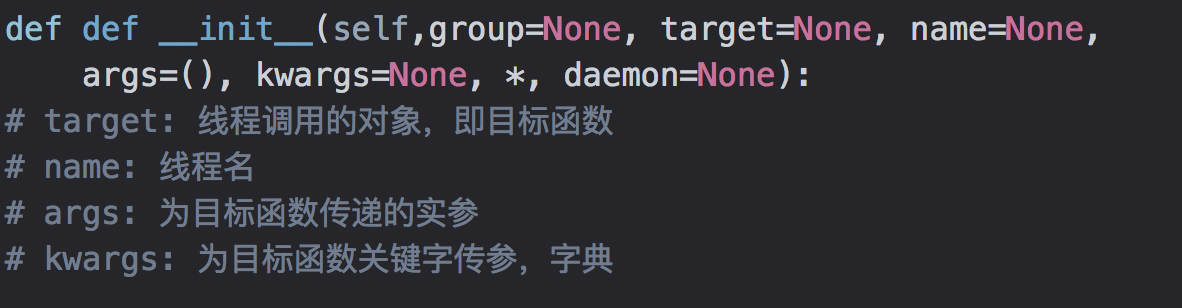 def def __init__(self,group=None, target=None, name=None,
    args=(), kwargs=None, *, daemon=None):
# target: 线程调用的对象，即目标函数
# name: 线程名
# args: 为目标函数传递的实参
# kwargs: 为目标函数关键字传参，字典